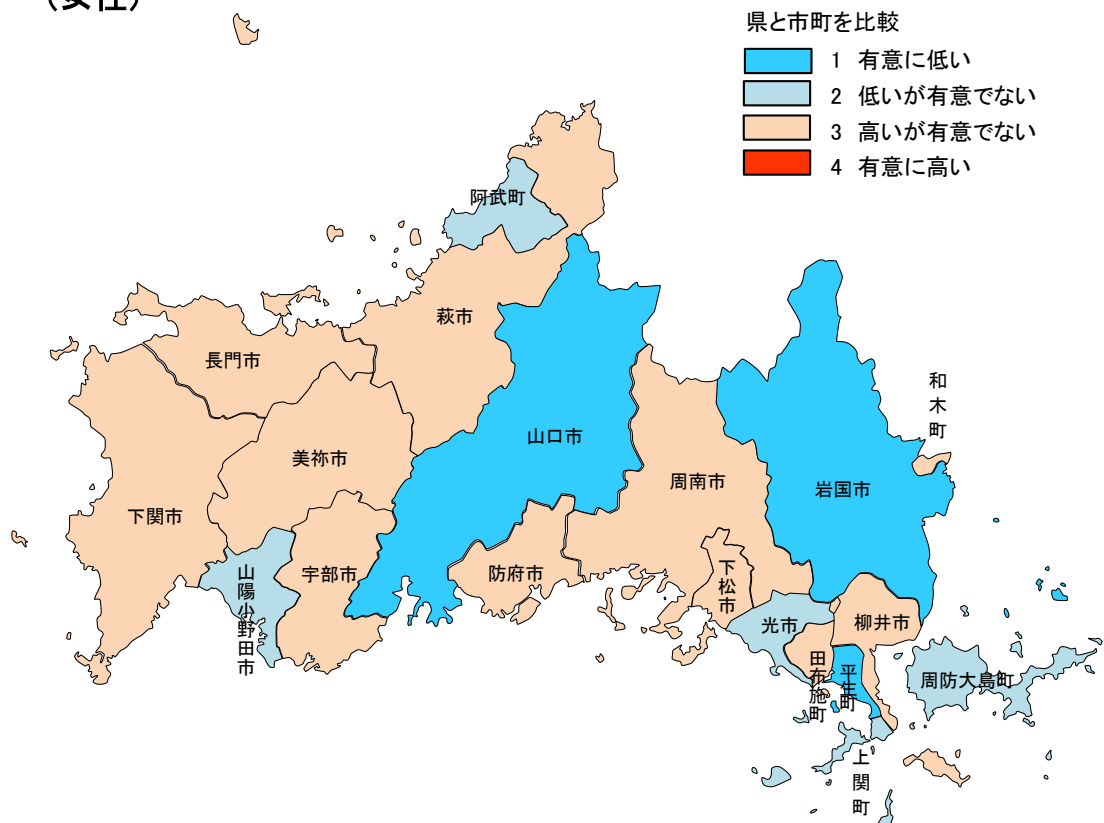 (女性)
県と市町を比較
1 有意に低い
2 低いが有意でない
3 高いが有意でない
4 有意に高い
阿武町
萩市
長門市
和木町
山口市
美祢市
周南市
岩国市
下関市
山陽小野田市
宇部市
防府市
下松市
光市
柳井市
田布施町
平生町
周防大島町
上関町